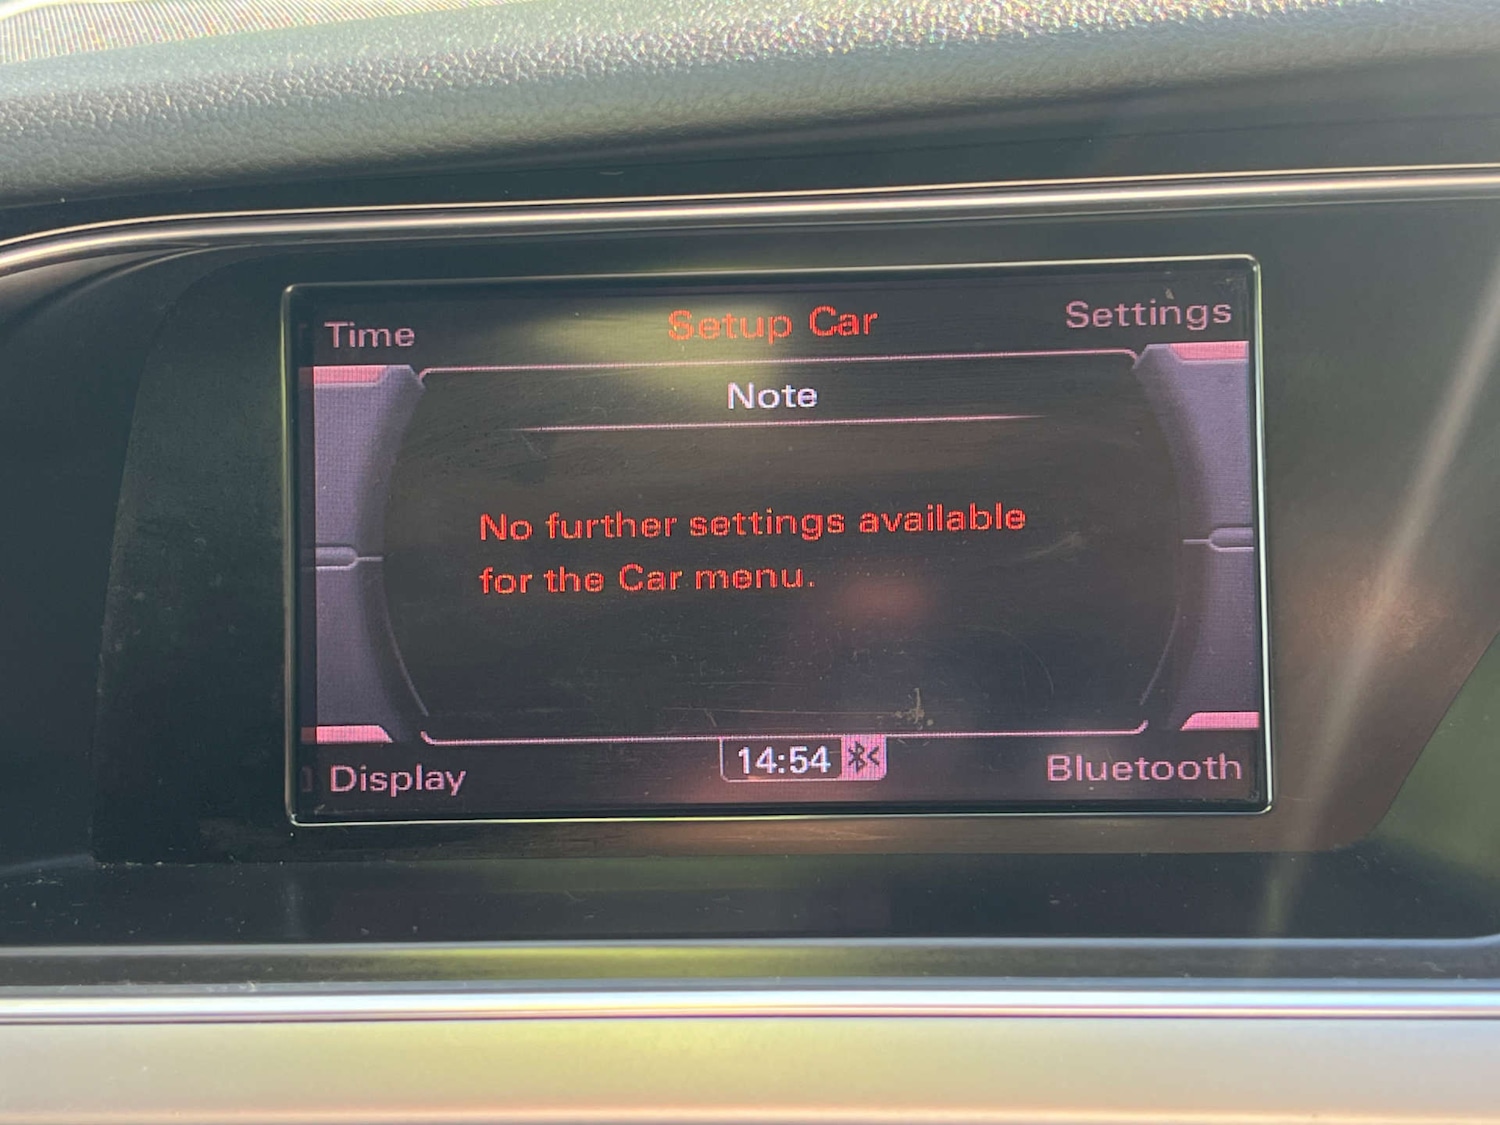 Time
Setup Car
Settings
Note
No further settings available
for the Car menu.
14:54
Display
Bluetooth